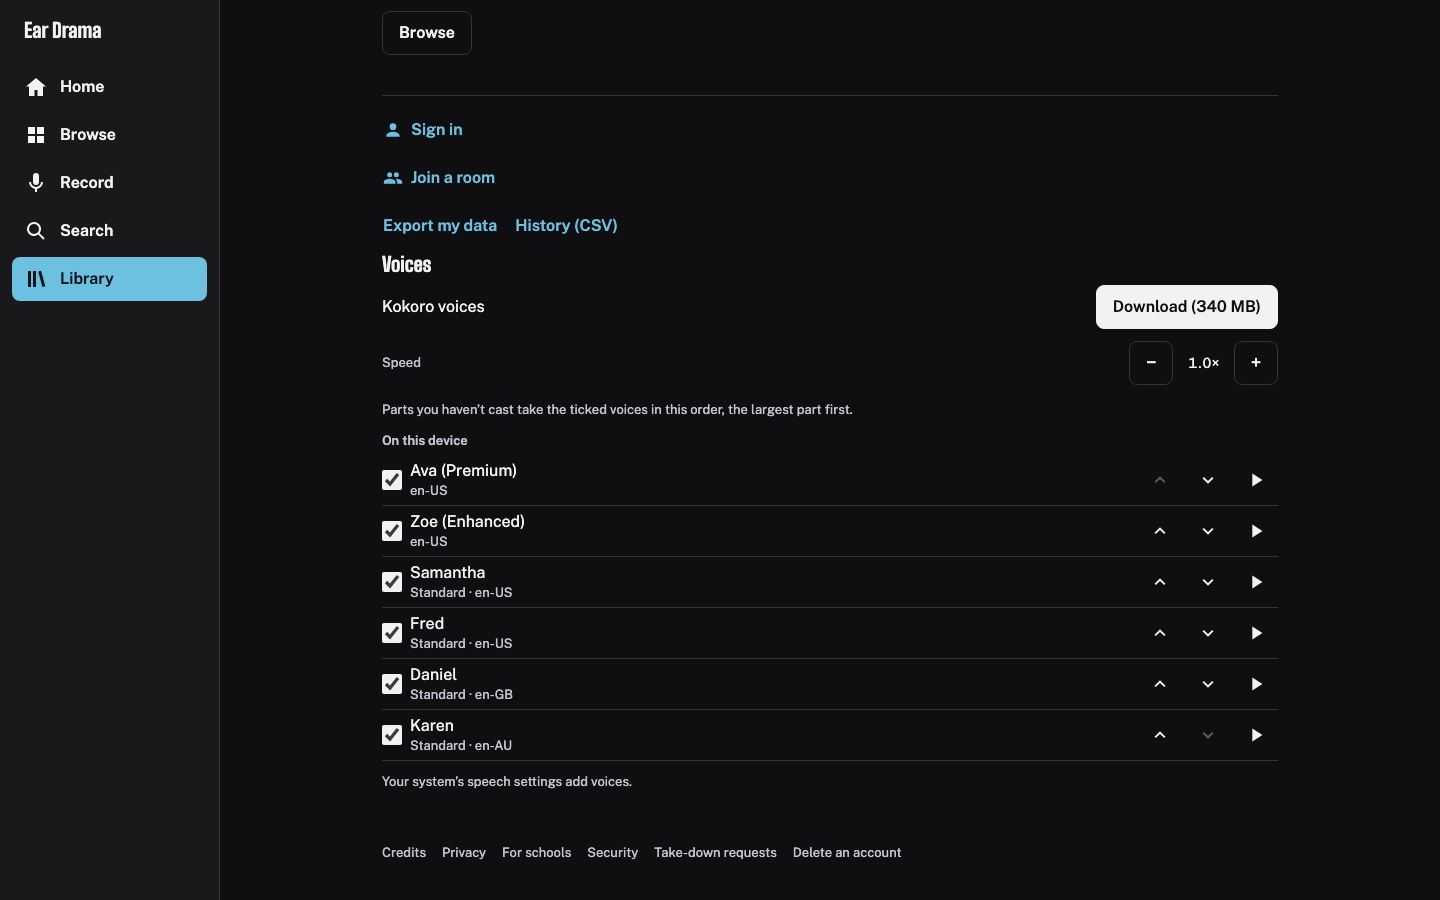 Ear Drama
Home
Browse
Record
Search
Library
Browse
Sign in
Join a room
Export my data History (CSV)
Voices
Kokoro voices
Download (340 MB)
Speed
− 1.0× +
Parts you haven't cast take the ticked voices in this order, the largest part first.
On this device
Ava (Premium)
en-US
Zoe (Enhanced)
en-US
Samantha
Standard · en-US
Fred
Standard · en-US
Daniel
Standard · en-GB
Karen
Standard · en-AU
Your system's speech settings add voices.
Credits Privacy For schools Security Take-down requests Delete an account